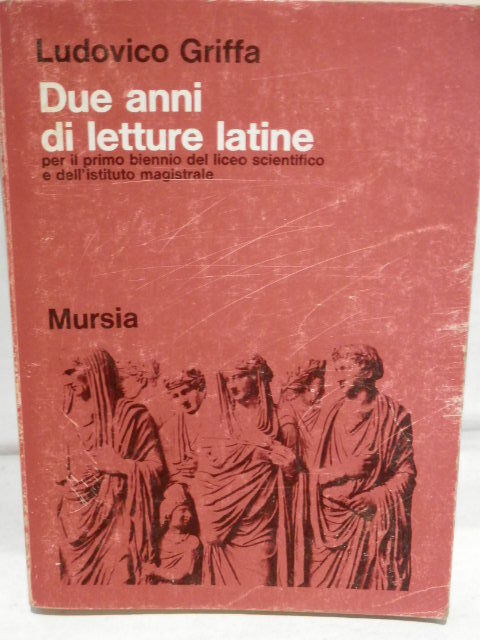 Ludovico Griffa
Due anni
di letture latine
per il primo biennio del liceo scientifico
e dell'istituto magistrale
Mursia